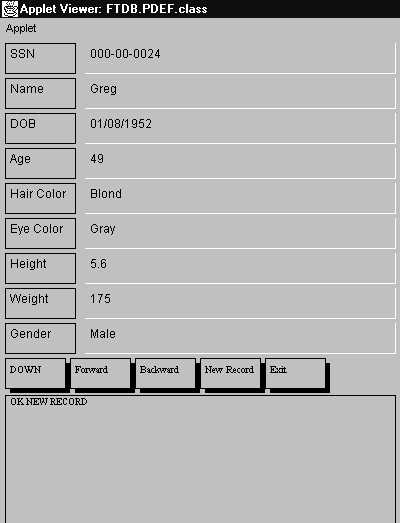 Applet Viewer: FTDB.PDEF.class
Applet
SSN 000-00-0024
Name Greg
DOB 01/08/1952
Age 49
Hair Color Blond
Eye Color Gray
Height 5.6
Weight 175
Gender Male
DOWN Forward Backward New Record Exit
OK NEW RECORD